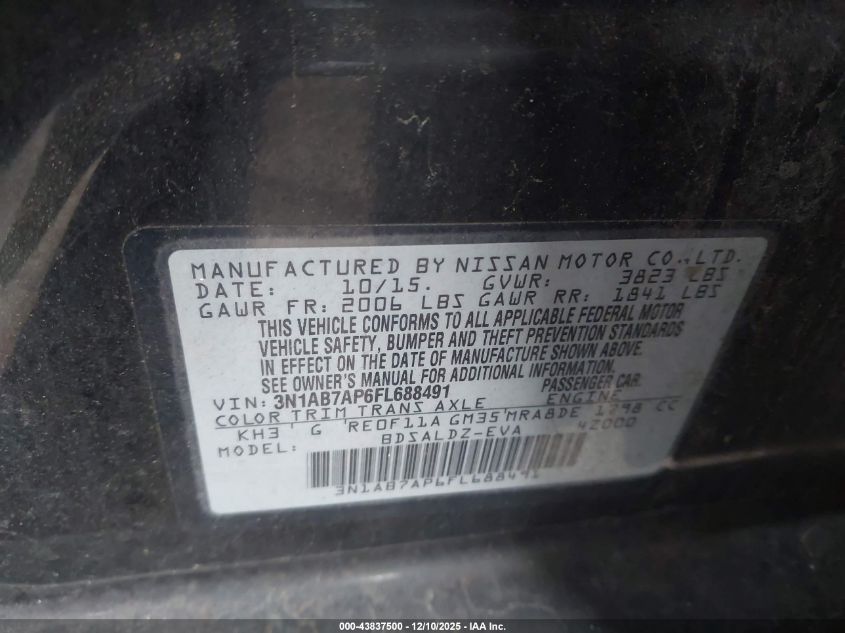 MANUFACTURED BY NISSAN MOTOR CO., LTD.
DATE: 10/15. GVWR: 3823 LBS
GAWR FR: 2006 LBS GAWR RR: 1841 LBS
THIS VEHICLE CONFORMS TO ALL APPLICABLE FEDERAL MOTOR
VEHICLE SAFETY, BUMPER AND THEFT PREVENTION STANDARDS
IN EFFECT ON THE DATE OF MANUFACTURE SHOWN ABOVE.
SEE OWNER'S MANUAL FOR ADDITIONAL INFORMATION.
VIN: 3N1AB7AP6FL688491 PASSENGER CAR.
COLOR TRIM TRANS AXLE ENGINE
KH3 G RE0F11A GM35 MRA8DE 1798 CC
MODEL: BDSALDZ-EVA 42000
3N1AB7AP6FL688491
000-43837500 — 12/10/2025 — IAA Inc.